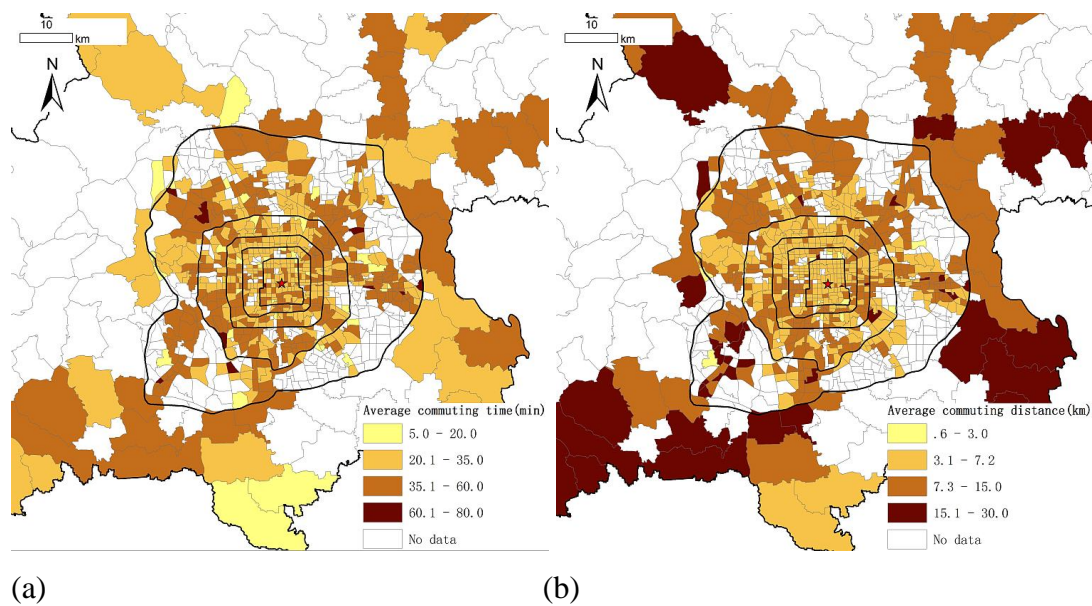 10
km
N
Average commuting time(min)
5.0 - 20.0
20.1 - 35.0
35.1 - 60.0
60.1 - 80.0
No data
(a)
10
km
N
Average commuting distance(km)
.6 - 3.0
3.1 - 7.2
7.3 - 15.0
15.1 - 30.0
No data
(b)